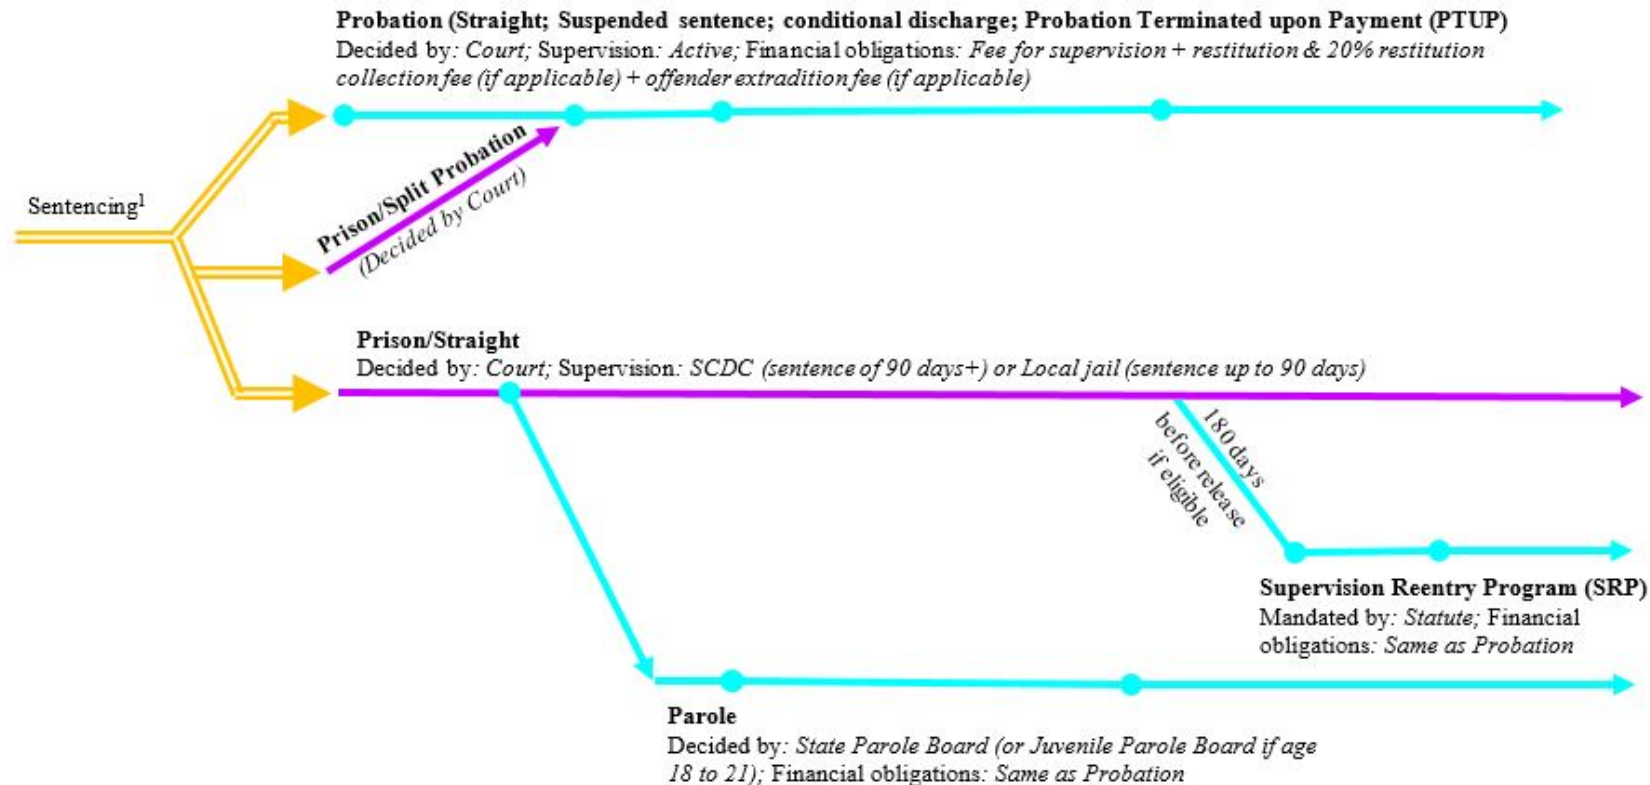 Probation (Straight; Suspended sentence; conditional discharge; Probation Terminated upon Payment (PTUP)
Decided by: Court; Supervision: Active; Financial obligations: Fee for supervision + restitution & 20% restitution
collection fee (if applicable) + offender extradition fee (if applicable)
Sentencing1
Prison/Split Probation
(Decided by Court)
Prison/Straight
Decided by: Court; Supervision: SCDC (sentence of 90 days+) or Local jail (sentence up to 90 days)
180 days
before release
if eligible
Supervision Reentry Program (SRP)
Mandated by: Statute; Financial
obligations: Same as Probation
Parole
Decided by: State Parole Board (or Juvenile Parole Board if age
18 to 21); Financial obligations: Same as Probation